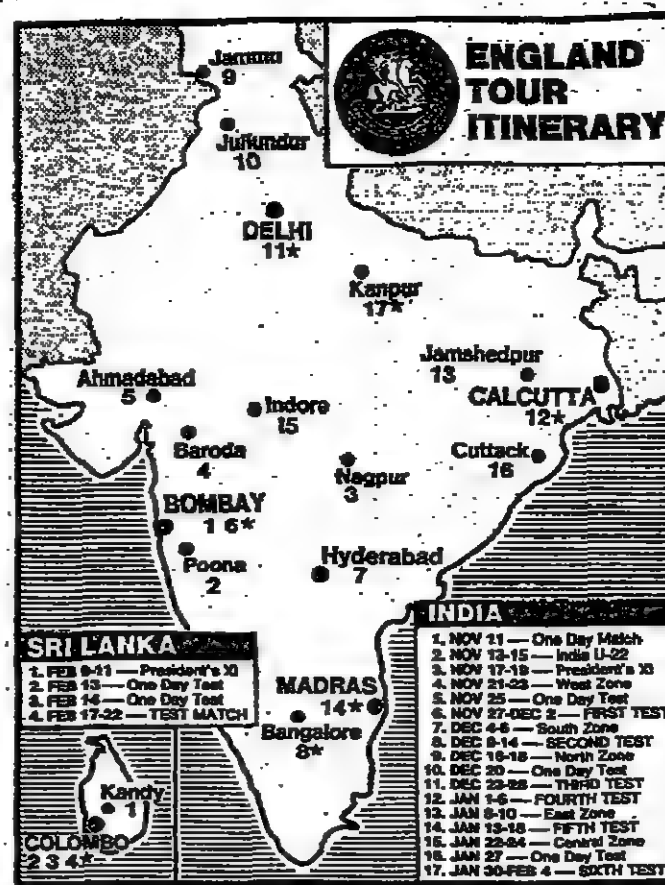 ENGLAND
TOUR
ITINERARY
Jammu
9
Jullundur
10
DELHI
11*
Kanpur
17*
Jamshedpur
13
CALCUTTA
12*
Ahmadabad
5
Indore
15
Baroda
4
Nagpur
3
Cuttack
16
BOMBAY
1 6*
Poona
2
Hyderabad
7
MADRAS
14*
Bangalore
8*
SRI LANKA
1. FEB 9-11 — President's XI
2. FEB 13 — One Day Test
3. FEB 14 — One Day Test
4. FEB 17-22 — TEST MATCH
Kandy
1
COLOMBO
2 3 4*
INDIA
1. NOV 11 — One Day Match
2. NOV 13-15 — India U-22
3. NOV 17-19 — President's XI
4. NOV 21-23 — West Zone
5. NOV 25 — One Day Test
6. NOV 27-DEC 2 — FIRST TEST
7. DEC 4-6 — South Zone
8. DEC 9-14 — SECOND TEST
9. DEC 16-18 — North Zone
10. DEC 20 — One Day Test
11. DEC 23-28 — THIRD TEST
12. JAN 1-6 — FOURTH TEST
13. JAN 8-10 — East Zone
14. JAN 13-18 — FIFTH TEST
15. JAN 22-24 — Central Zone
16. JAN 27 — One Day Test
17. JAN 30-FEB 4 — SIXTH TEST